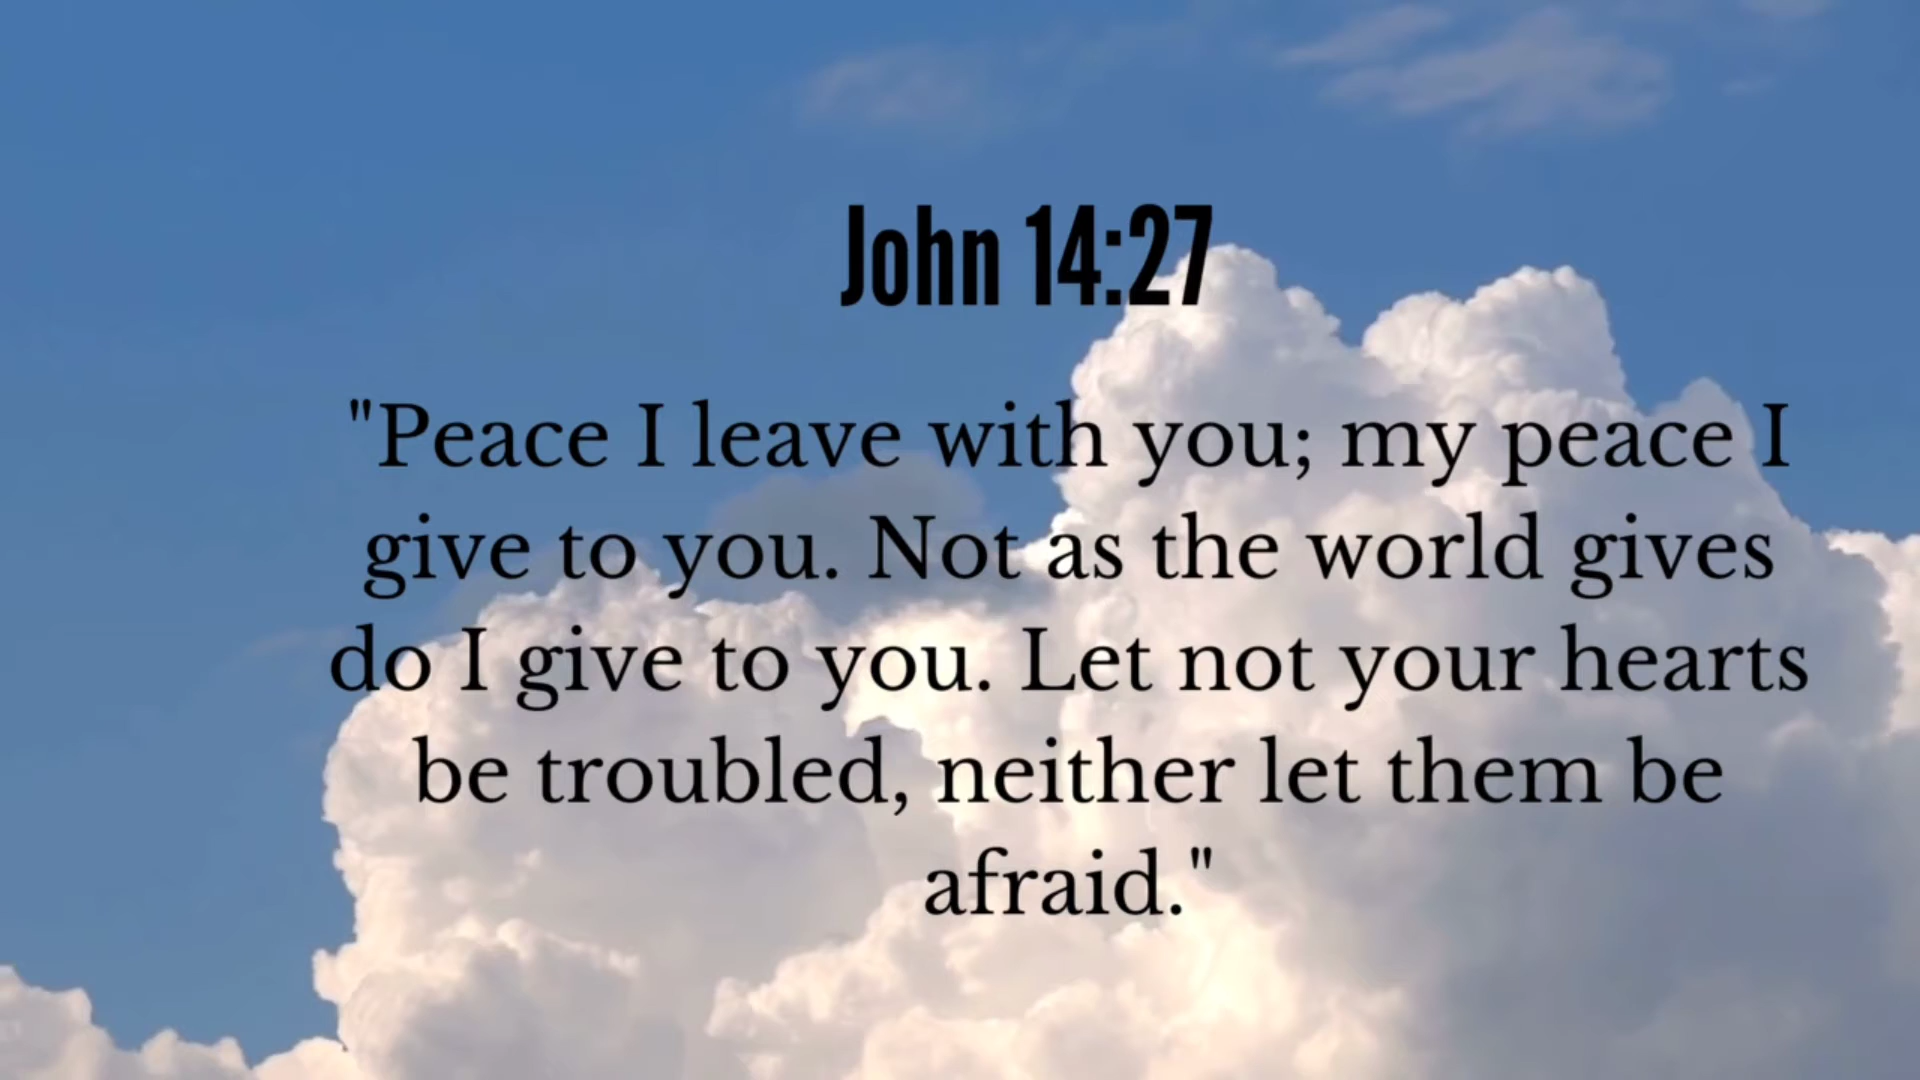 John 14:27
"Peace I leave with you; my peace I
give to you. Not as the world gives
do I give to you. Let not your hearts
be troubled, neither let them be
afraid."